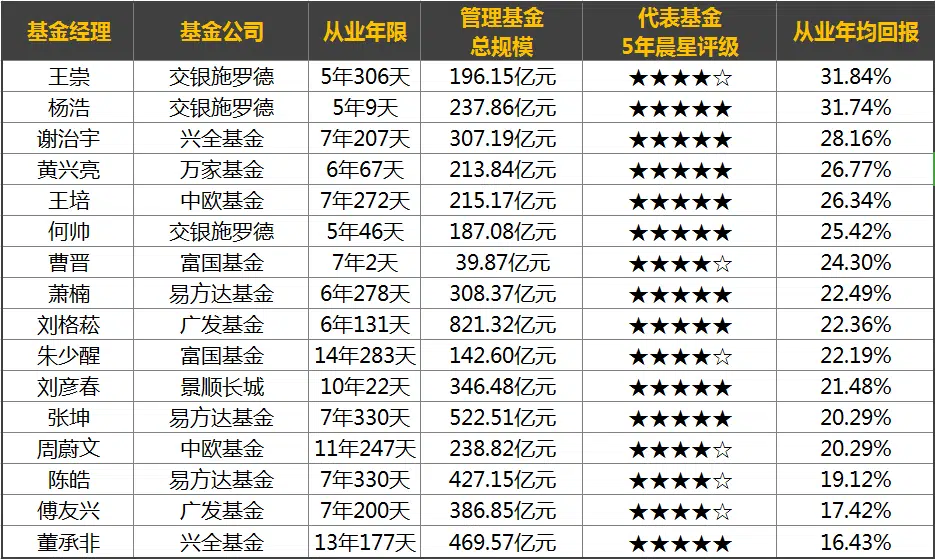 基金经理 基金公司 从业年限 管理基金总规模 代表基金5年晨星评级 从业年均回报
王崇 交银施罗德 5年306天 196.15亿元 ★★★★☆ 31.84%
杨浩 交银施罗德 5年9天 237.86亿元 ★★★★★ 31.74%
谢治宇 兴全基金 7年207天 307.19亿元 ★★★★★ 28.16%
黄兴亮 万家基金 6年67天 213.84亿元 ★★★★★ 26.77%
王培 中欧基金 7年272天 215.17亿元 ★★★★★ 26.34%
何帅 交银施罗德 5年46天 187.08亿元 ★★★★★ 25.42%
曹晋 富国基金 7年2天 39.87亿元 ★★★★☆ 24.30%
萧楠 易方达基金 6年278天 308.37亿元 ★★★★★ 22.49%
刘格菘 广发基金 6年131天 821.32亿元 ★★★★★ 22.36%
朱少醒 富国基金 14年283天 142.60亿元 ★★★★☆ 22.19%
刘彦春 景顺长城 10年22天 346.48亿元 ★★★★★ 21.48%
张坤 易方达基金 7年330天 522.51亿元 ★★★★★ 20.29%
周蔚文 中欧基金 11年247天 238.82亿元 ★★★★☆ 20.29%
陈皓 易方达基金 7年330天 427.15亿元 ★★★★☆ 19.12%
傅友兴 广发基金 7年200天 386.85亿元 ★★★★☆ 17.42%
董承非 兴全基金 13年177天 469.57亿元 ★★★★★ 16.43%